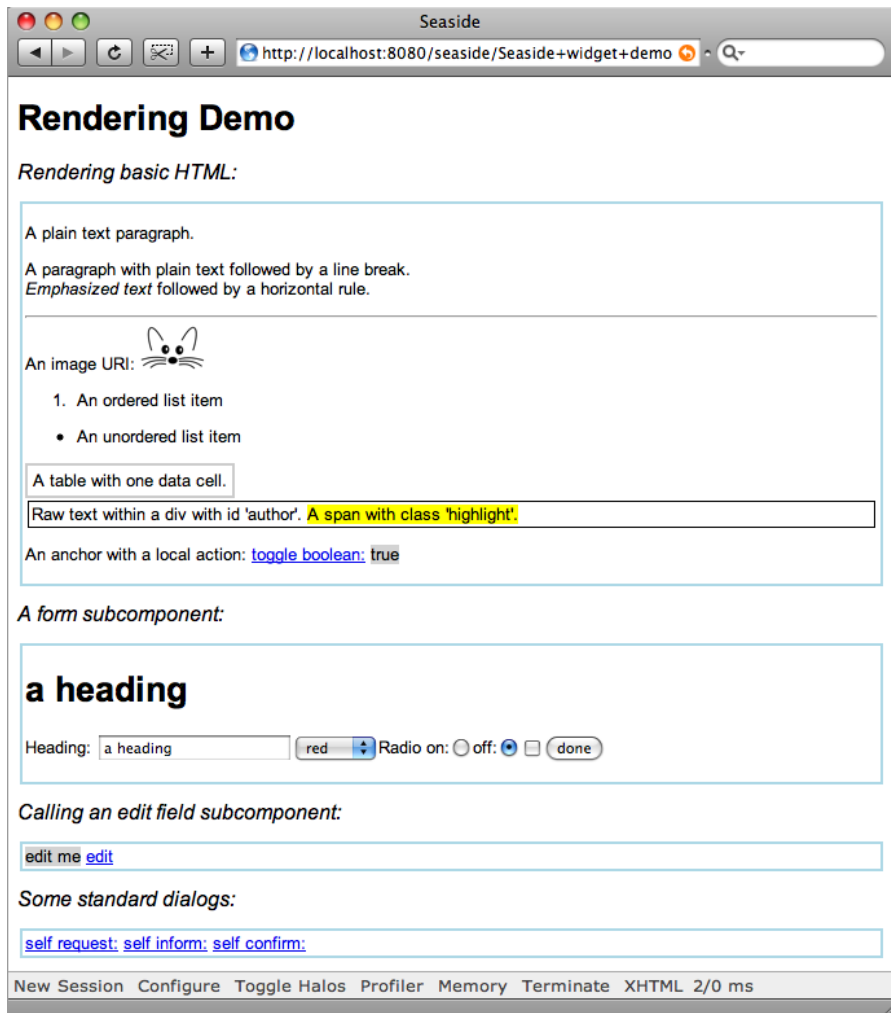 Seaside
http://localhost:8080/seaside/Seaside+widget+demo
Rendering Demo
Rendering basic HTML:
A plain text paragraph.
A paragraph with plain text followed by a line break.
Emphasized text followed by a horizontal rule.
An image URI:
1. An ordered list item
• An unordered list item
A table with one data cell.
Raw text within a div with id 'author'. A span with class 'highlight'.
An anchor with a local action: toggle boolean: true
A form subcomponent:
a heading
Heading: a heading red Radio on: off: done
Calling an edit field subcomponent:
edit me edit
Some standard dialogs:
self request: self inform: self confirm:
New Session Configure Toggle Halos Profiler Memory Terminate XHTML 2/0 ms